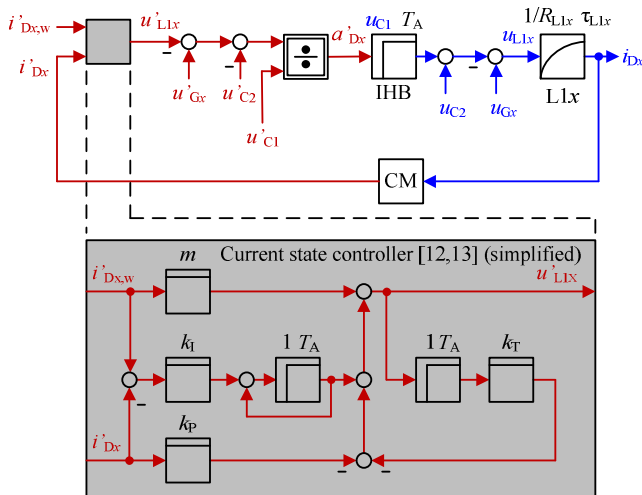 i'Dx,w
u'L1x
a'Dx
uC1 TA
uL1x
1/RL1x τL1x
i'Dx
÷
iDx
u'Gx
u'C2
IHB
uC2
uGx
L1x
u'C1
CM
Current state controller [12,13] (simplified)
i'Dx,w
m
u'L1X
kI
1 TA
1 TA
kT
i'Dx
kP